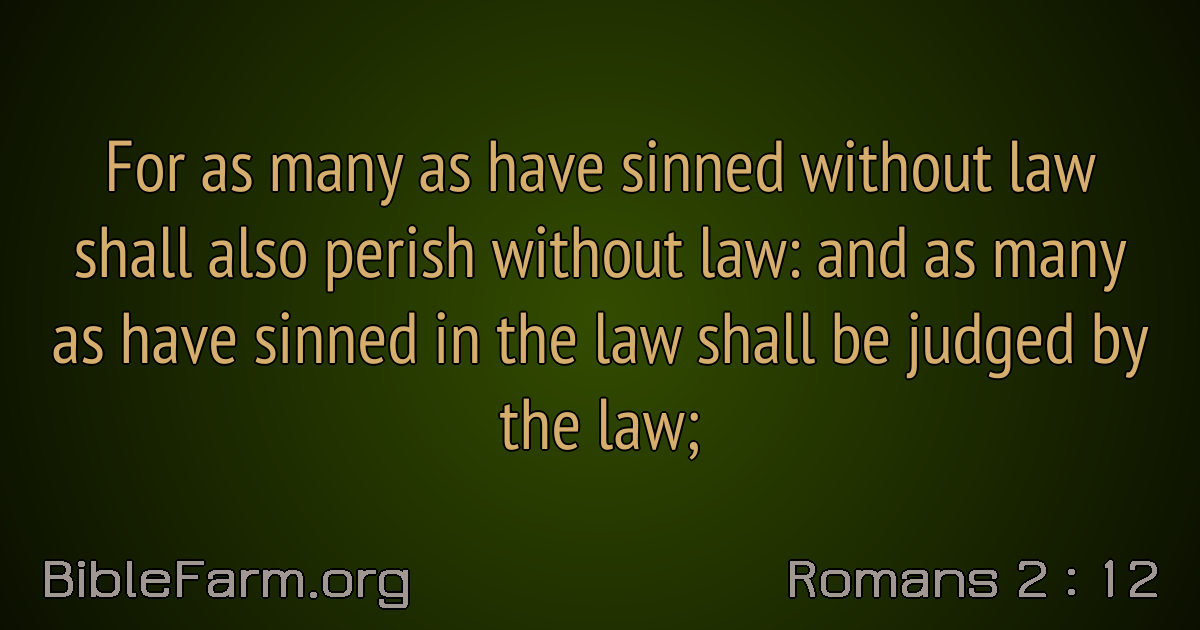 For as many as have sinned without law
shall also perish without law: and as many
as have sinned in the law shall be judged by
the law;
BibleFarm.org
Romans 2 : 12